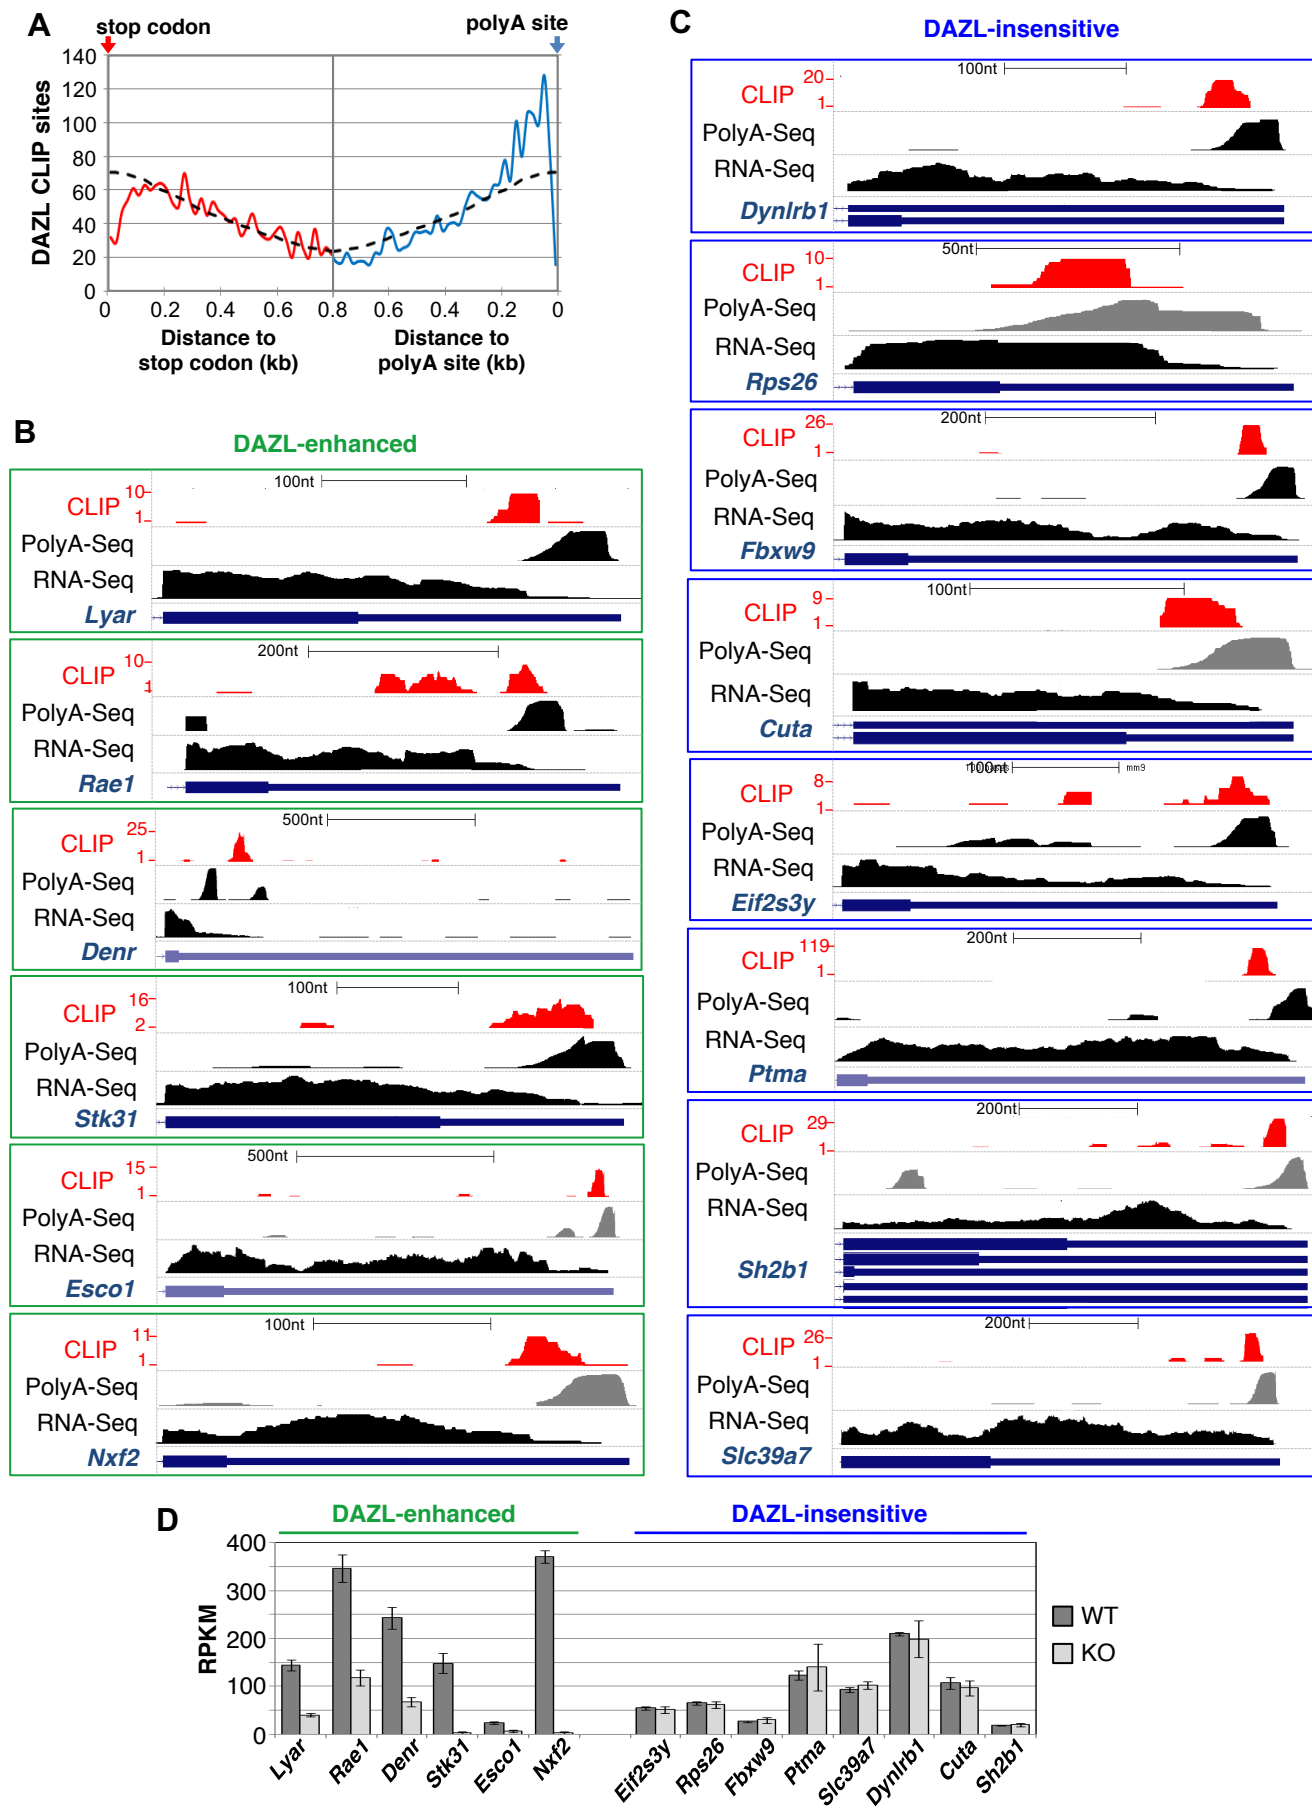 A
stop codon
polyA site
DAZL CLIP sites
140
120
100
80
60
40
20
0
0 0.2 0.4 0.6 0.8 0.6 0.4 0.2 0
Distance to stop codon (kb)
Distance to polyA site (kb)
B
DAZL-enhanced
100nt
CLIP 10 1
PolyA-Seq
RNA-Seq
Lyar
200nt
CLIP 10 1
PolyA-Seq
RNA-Seq
Rae1
500nt
CLIP 25 1
PolyA-Seq
RNA-Seq
Denr
100nt
CLIP 16 2
PolyA-Seq
RNA-Seq
Stk31
500nt
CLIP 15 1
PolyA-Seq
RNA-Seq
Esco1
100nt
CLIP 11 1
PolyA-Seq
RNA-Seq
Nxf2
C
DAZL-insensitive
100nt
CLIP 20 1
PolyA-Seq
RNA-Seq
Dynlrb1
50nt
CLIP 10 1
PolyA-Seq
RNA-Seq
Rps26
200nt
CLIP 26 1
PolyA-Seq
RNA-Seq
Fbxw9
100nt
CLIP 9 1
PolyA-Seq
RNA-Seq
Cuta
100nt mm9
CLIP 8 1
PolyA-Seq
RNA-Seq
Eif2s3y
200nt
CLIP 119 1
PolyA-Seq
RNA-Seq
Ptma
200nt
CLIP 29 1
PolyA-Seq
RNA-Seq
Sh2b1
200nt
CLIP 26 1
PolyA-Seq
RNA-Seq
Slc39a7
D
DAZL-enhanced
DAZL-insensitive
RPKM
400
300
200
100
0
WT
KO
Lyar Rae1 Denr Stk31 Esco1 Nxf2 Eif2s3y Rps26 Fbxw9 Ptma Slc39a7 Dynlrb1 Cuta Sh2b1